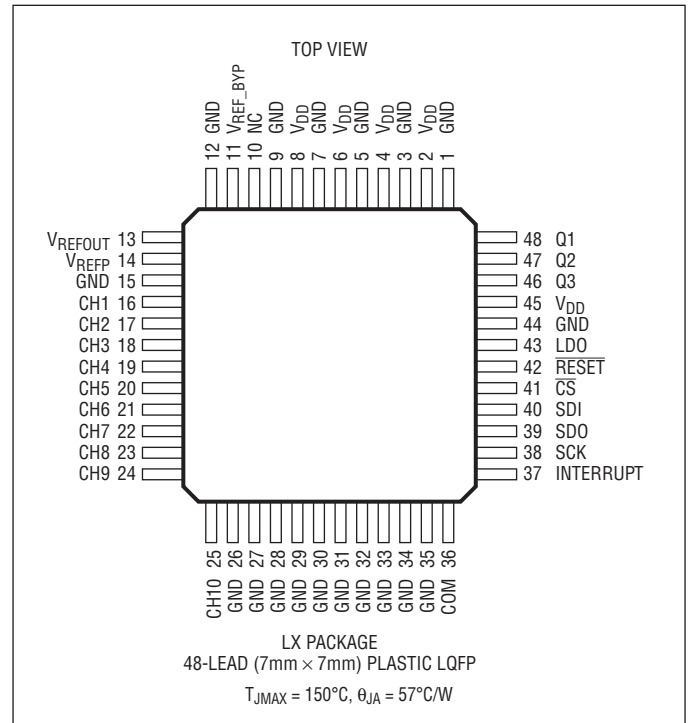 TOP VIEW
12 GND
11 VREF_BYP
10 NC
9 GND
8 VDD
7 GND
6 VDD
5 GND
4 VDD
3 GND
2 VDD
1 GND
VREFOUT 13
VREFP 14
GND 15
CH1 16
CH2 17
CH3 18
CH4 19
CH5 20
CH6 21
CH7 22
CH8 23
CH9 24
48 Q1
47 Q2
46 Q3
45 VDD
44 GND
43 LDO
42 RESET
41 CS
40 SDI
39 SDO
38 SCK
37 INTERRUPT
CH10 25
GND 26
GND 27
GND 28
GND 29
GND 30
GND 31
GND 32
GND 33
GND 34
GND 35
COM 36
LX PACKAGE
48-LEAD (7mm × 7mm) PLASTIC LQFP
TJMAX = 150°C, θJA = 57°C/W